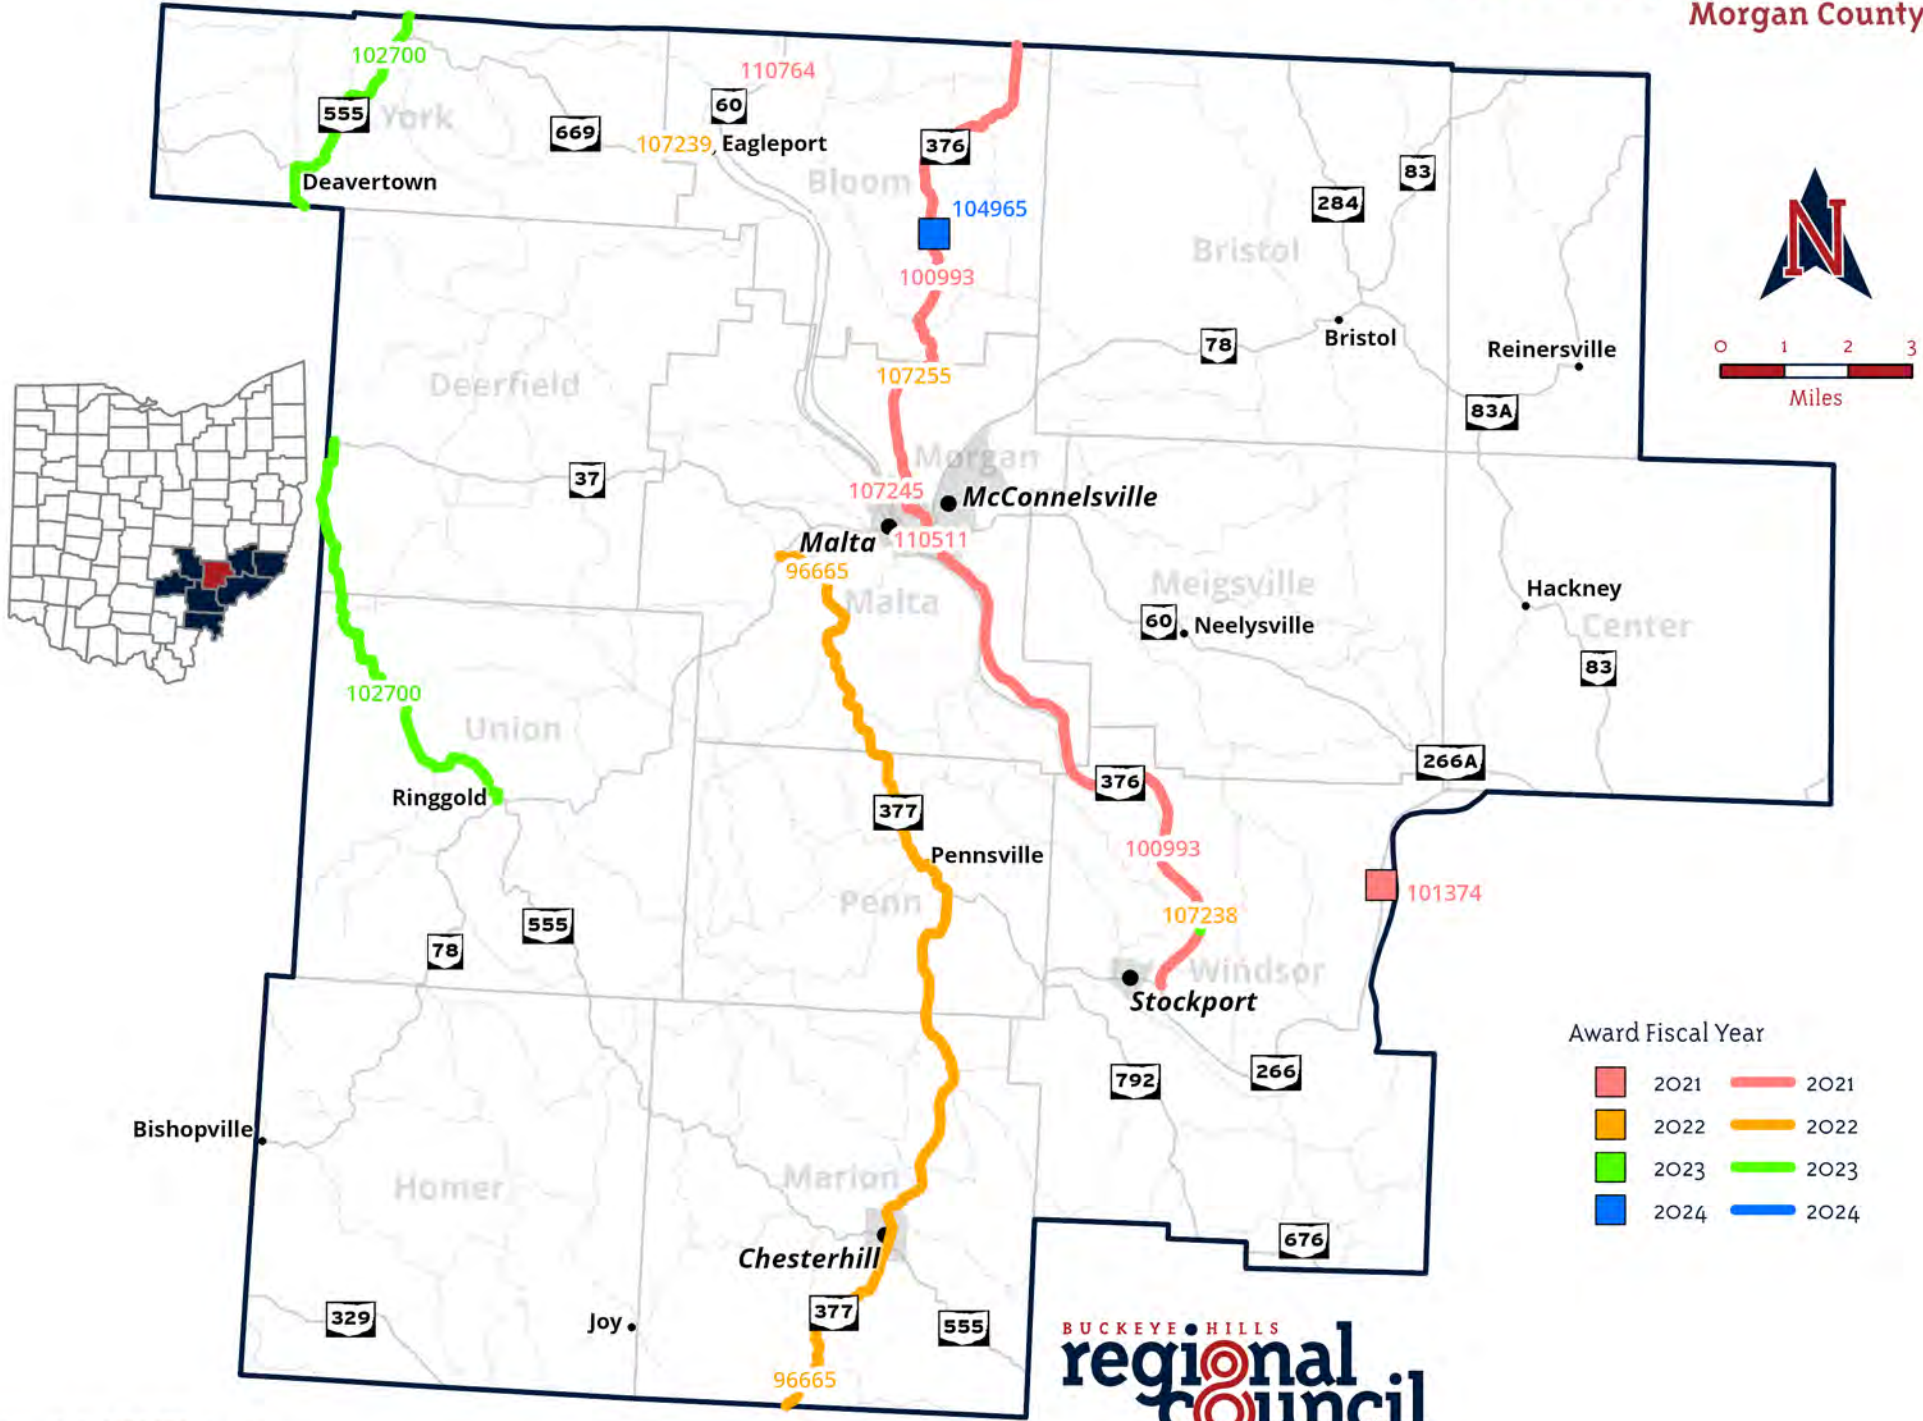 Morgan County
102700
110764
60
555
York
669
107239
Eagleport
376
Bloom
83
Deavertown
284
104965
Bristol
100993
78
Bristol
Reinersville
0 1 2 3
Miles
107255
Deerfield
83A
Morgan
37
107245
McConnelsville
Malta
110511
96665
Malta
Meigsville
Hackney
60
Neelysville
Center
83
102700
Union
266A
376
Ringgold
377
100993
Pennsville
101374
Penn
107238
555
78
Windsor
Stockport
Award Fiscal Year
792
266
2021 2021
2022 2022
2023 2023
2024 2024
Bishopville
Homer
Marion
676
Chesterhill
329
377
Joy
555
96665
BUCKEYE HILLS
regional
council
N